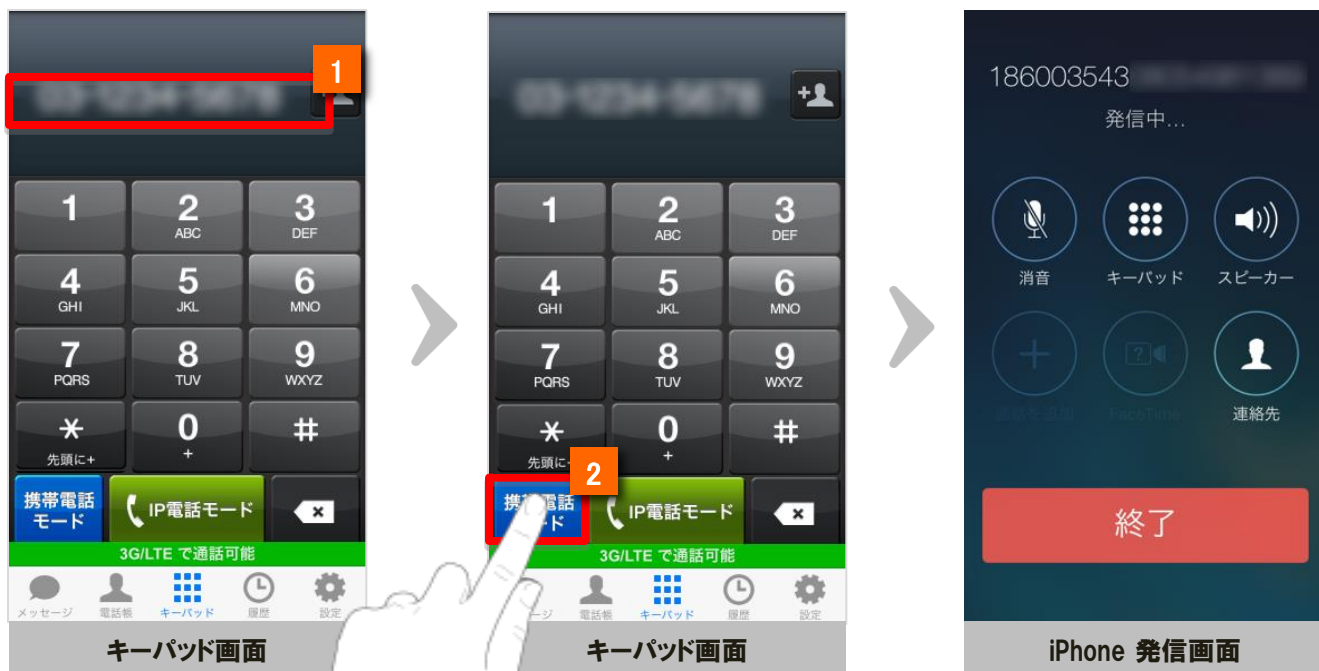 1
1
2
ABC
3
DEF
4
GHI
5
JKL
6
MNO
7
PQRS
8
TUV
9
WXYZ
先頭に+
0
+
#
携帯電話
モード
IP電話モード
3G/LTE で通話可能
メッセージ
電話帳
キーパッド
履歴
設定
キーパッド画面
1
2
ABC
3
DEF
4
GHI
5
JKL
6
MNO
7
PQRS
8
TUV
9
WXYZ
先頭に
0
+
#
2
IP電話モード
3G/LTE で通話可能
電話帳
キーパッド
履歴
設定
キーパッド画面
186003543
発信中...
消音
キーパッド
スピーカー
FaceTime
連絡先
終了
iPhone 発信画面